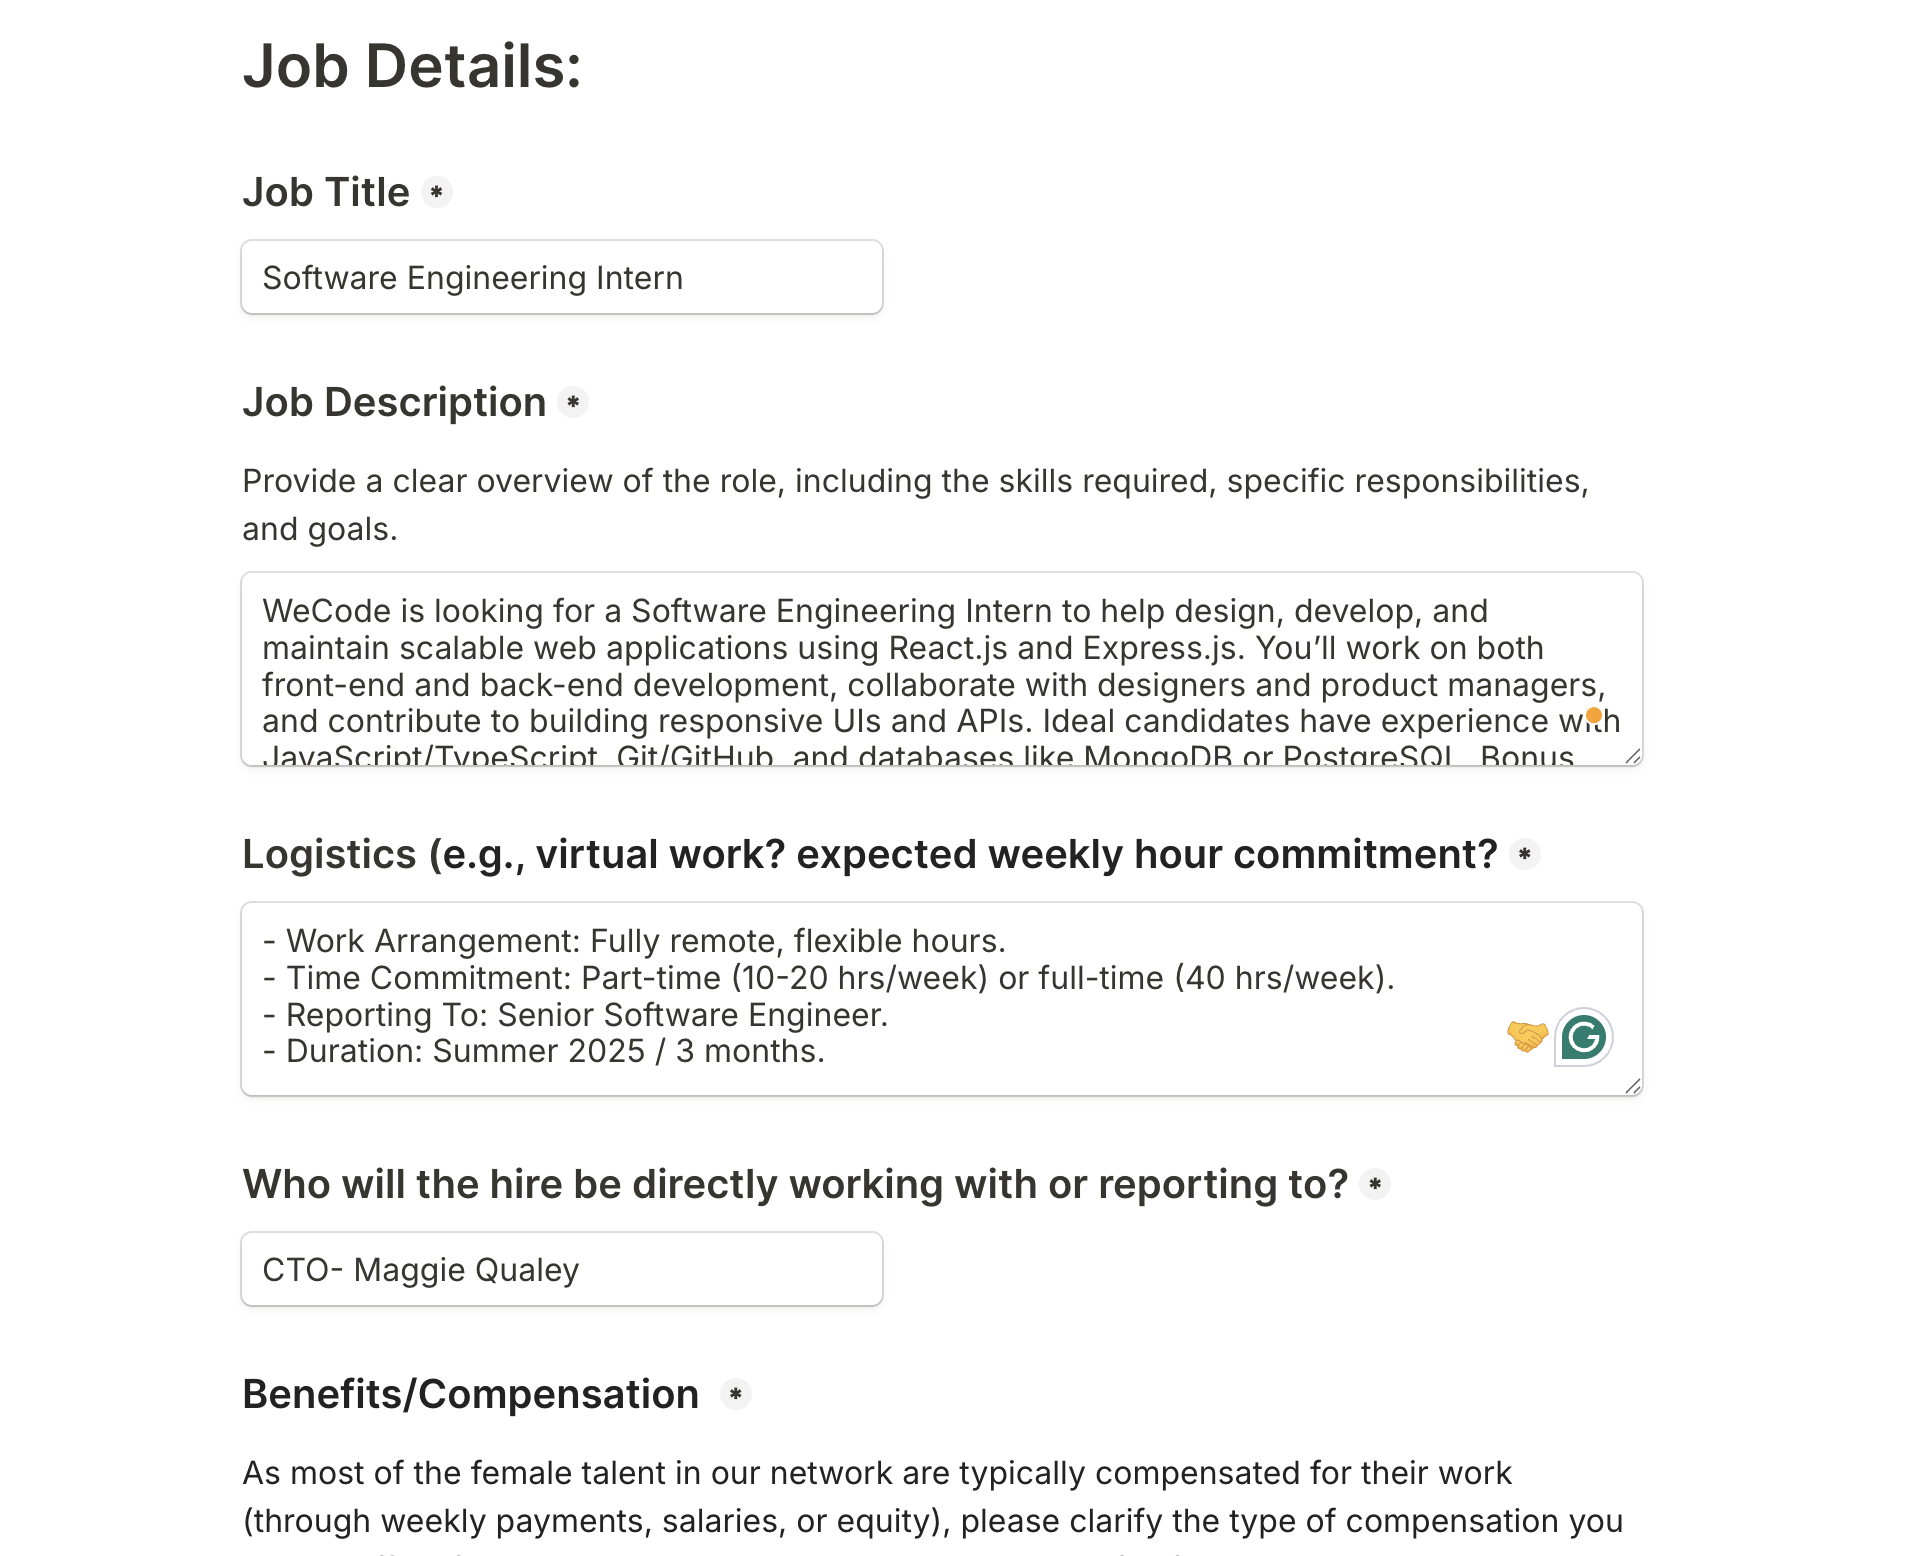 Job Details:
Job Title *
Software Engineering Intern
Job Description *
Provide a clear overview of the role, including the skills required, specific responsibilities,
and goals.
WeCode is looking for a Software Engineering Intern to help design, develop, and
maintain scalable web applications using React.js and Express.js. You’ll work on both
front-end and back-end development, collaborate with designers and product managers,
and contribute to building responsive UIs and APIs. Ideal candidates have experience with
JavaScript/TypeScript, Git/GitHub, and databases like MongoDB or PostgreSQL. Bonus
Logistics (e.g., virtual work? expected weekly hour commitment? *
- Work Arrangement: Fully remote, flexible hours.
- Time Commitment: Part-time (10-20 hrs/week) or full-time (40 hrs/week).
- Reporting To: Senior Software Engineer.
- Duration: Summer 2025 / 3 months.
Who will the hire be directly working with or reporting to? *
CTO- Maggie Qualey
Benefits/Compensation *
As most of the female talent in our network are typically compensated for their work
(through weekly payments, salaries, or equity), please clarify the type of compensation you